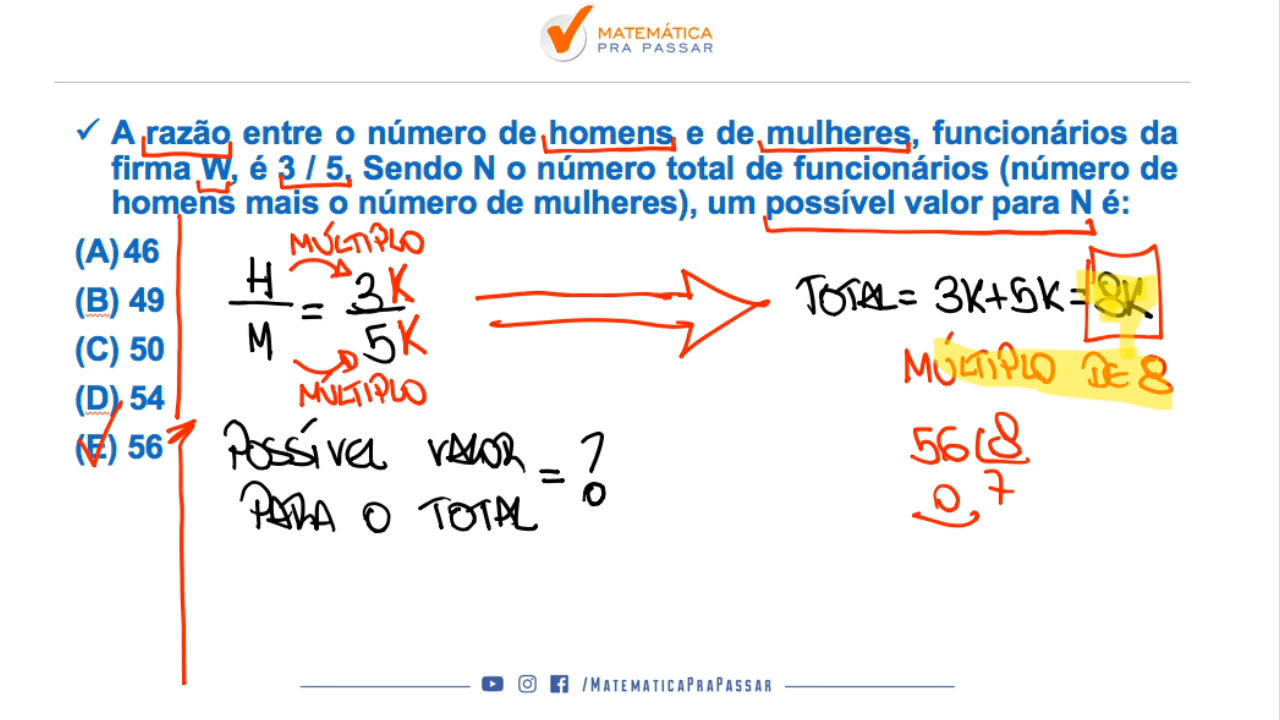 MATEMÁTICA
PRA PASSAR
✓ A razão entre o número de homens e de mulheres, funcionários da
firma W, é 3 / 5. Sendo N o número total de funcionários (número de
homens mais o número de mulheres), um possível valor para N é:
(A) 46
(B) 49
(C) 50
(D) 54
(E) 56
MÚLTIPLO
H/M = 3K/5K
MÚLTIPLO
TOTAL = 3K+5K = 8K
MÚLTIPLO DE 8
56 8
0 7
POSSÍVEL VALOR
PARA O TOTAL = ?
/MATEMATICAPRAPASSAR